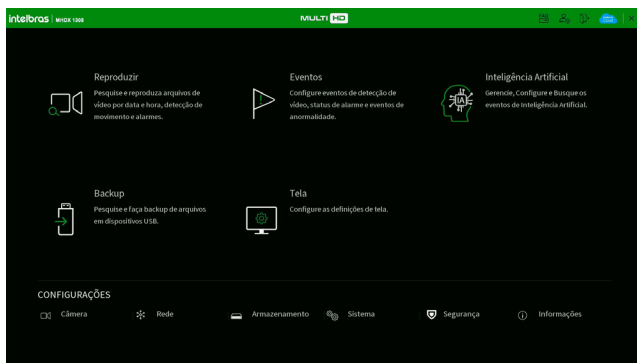 intelbras | MHDX 1308
MULTI HD
Reproduzir
Pesquise e reproduza arquivos de
vídeo por data e hora, detecção de
movimento e alarmes.
Eventos
Configure eventos de detecção de
vídeo, status de alarme e eventos de
anormalidade.
Inteligência Artificial
Gerencie, Configure e Busque os
eventos de Inteligência Artificial.
IA
Backup
Pesquise e faça backup de arquivos
em dispositivos USB.
Tela
Configure as definições de tela.
CONFIGURAÇÕES
Câmera
Rede
Armazenamento
Sistema
Segurança
Informações